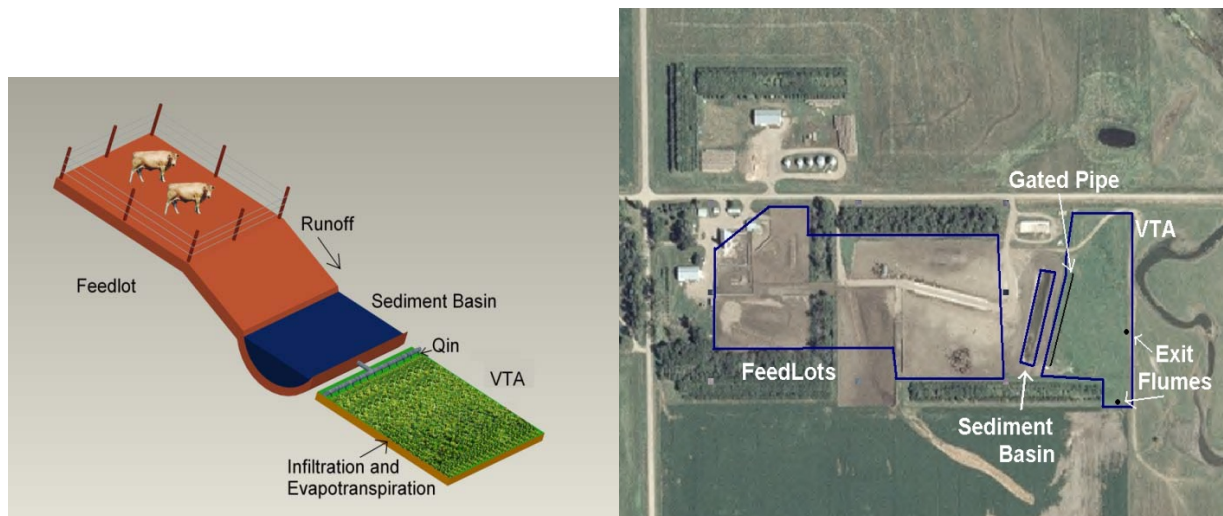 Runoff
Feedlot
Sediment Basin
Qin
VTA
Infiltration and
Evapotranspiration
Gated Pipe
VTA
FeedLots
Exit
Flumes
Sediment
Basin